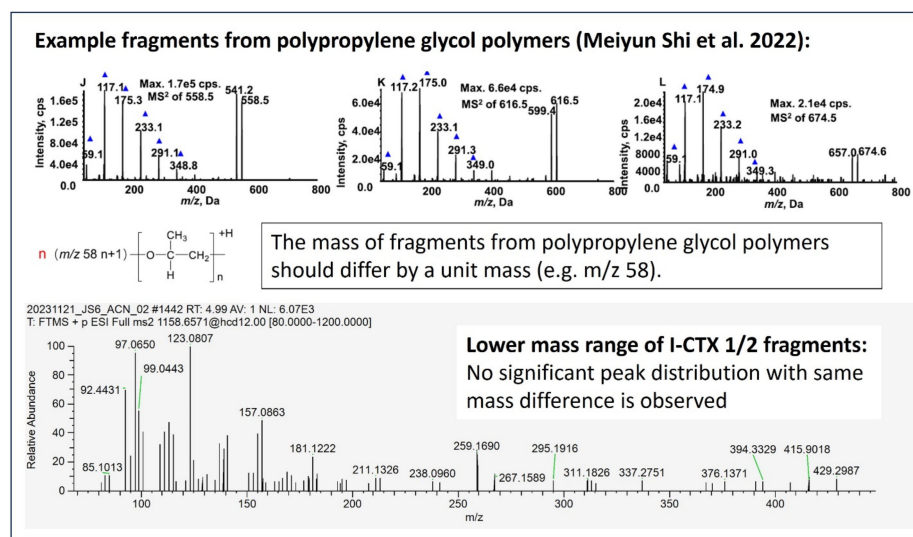 Example fragments from polypropylene glycol polymers (Meiyun Shi et al. 2022):
J
117.1
175.3
Max. 1.7e5 cps.
MS² of 558.5
541.2
558.5
233.1
291.1
348.8
59.1
1.6e5
1.2e5
8.0e4
4.0e4
0.0
Intensity, cps
200 400 600 800
m/z, Da
K
117.2
175.0
Max. 6.6e4 cps.
MS² of 616.5
616.5
599.4
233.1
291.3
349.0
59.1
6.0e4
4.0e4
2.0e4
0.0
Intensity, cps
200 400 600 800
m/z, Da
L
174.9
117.1
Max. 2.1e4 cps.
MS² of 674.5
233.2
291.0
349.3
657.0
674.6
59.1
2.0e4
1.6e4
1.2e4
8000
4000
0.0
Intensity, cps
200 400 600 800
m/z, Da
n (m/z 58 n+1)
CH₃
O C CH₂
H
n
+H
The mass of fragments from polypropylene glycol polymers
should differ by a unit mass (e.g. m/z 58).
20231121_JS6_ACN_02 #1442 RT: 4.99 AV: 1 NL: 6.07E3
T: FTMS + p ESI Full ms2 1158.6571@hcd12.00 [80.0000-1200.0000]
Lower mass range of I-CTX 1/2 fragments:
No significant peak distribution with same
mass difference is observed
123.0807
97.0650
99.0443
92.4431
157.0863
85.1013
181.1222
211.1326
238.0960
259.1690
267.1589
295.1916
311.1826
337.2751
376.1371
394.3329
415.9018
429.2987
Relative Abundance
100
80
60
40
20
0
100 150 200 250 300 350 400
m/z